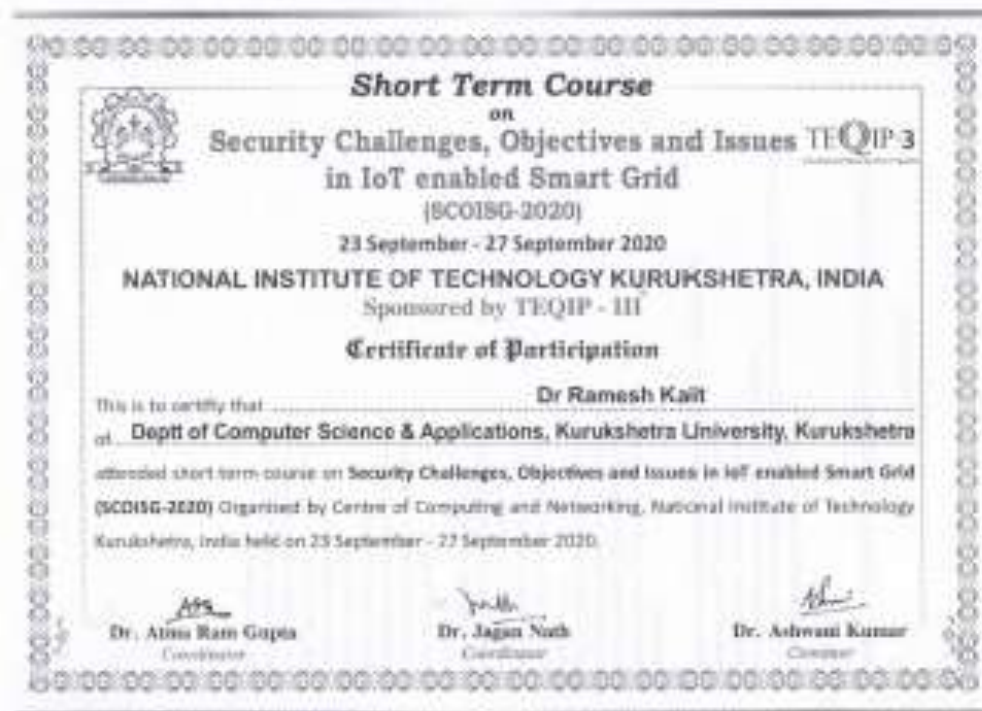 Short Term Course
on
Security Challenges, Objectives and Issues
TEQIP-3
in IoT enabled Smart Grid
(SCOISG-2020)
23 September - 27 September 2020
NATIONAL INSTITUTE OF TECHNOLOGY KURUKSHETRA, INDIA
Sponsored by TEQIP - III
Certificate of Participation
This is to certify that Dr Ramesh Kait
of Deptt of Computer Science & Applications, Kurukshetra University, Kurukshetra
attended short term course on Security Challenges, Objectives and Issues in IoT enabled Smart Grid
(SCOISG-2020) Organised by Centre of Computing and Networking, National Institute of Technology
Kurukshetra, India held on 23 September - 27 September 2020.
Dr. Atma Ram Gupta
Dr. Jagan Nath
Dr. Ashwani Kumar
Coordinator
Coordinator